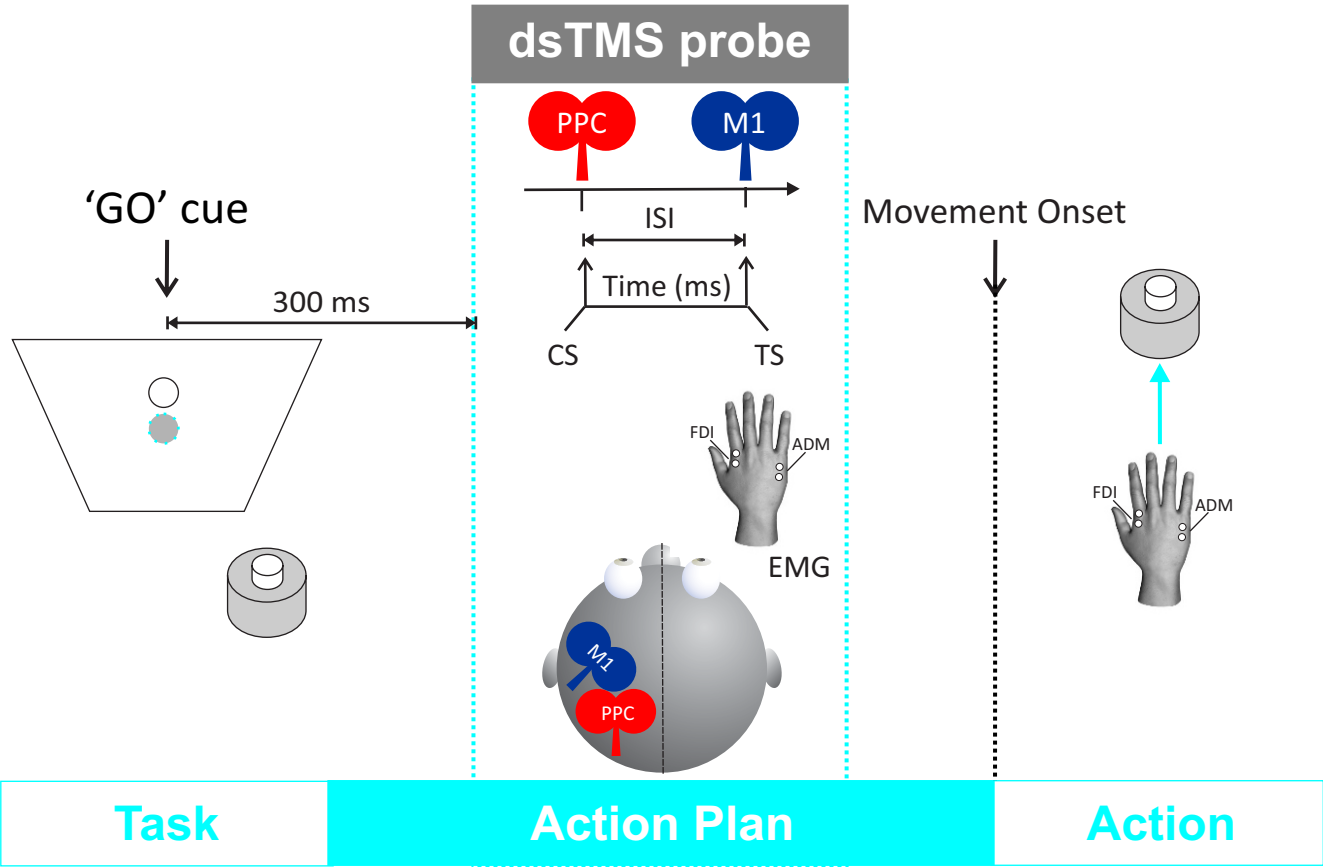 dsTMS probe
PPC
M1
‘GO’ cue
ISI
Movement Onset
300 ms
Time (ms)
CS
TS
FDI
ADM
EMG
FDI
ADM
M1
PPC
Task
Action Plan
Action